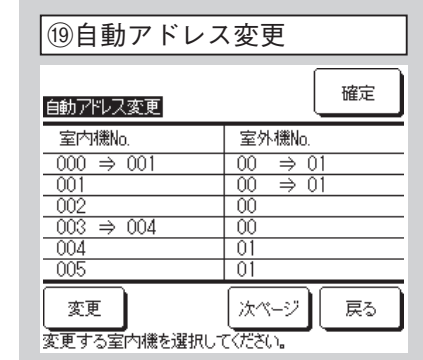 ⑲自動アドレス変更
確定
自動アドレス変更
室内機No. 室外機No.
000 ⇒ 001 00 ⇒ 01
001 00 ⇒ 01
002 00
003 ⇒ 004 00
004 01
005 01
変更 次ページ 戻る
変更する室内機を選択してください。